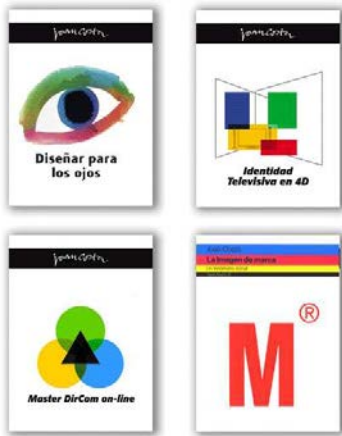 Joan Costa
Diseñar para
los ojos
Joan Costa
Identidad
Televisiva en 4D
Joan Costa
Master DirCom on-line
Joan Costa
La imagen de marca
M®